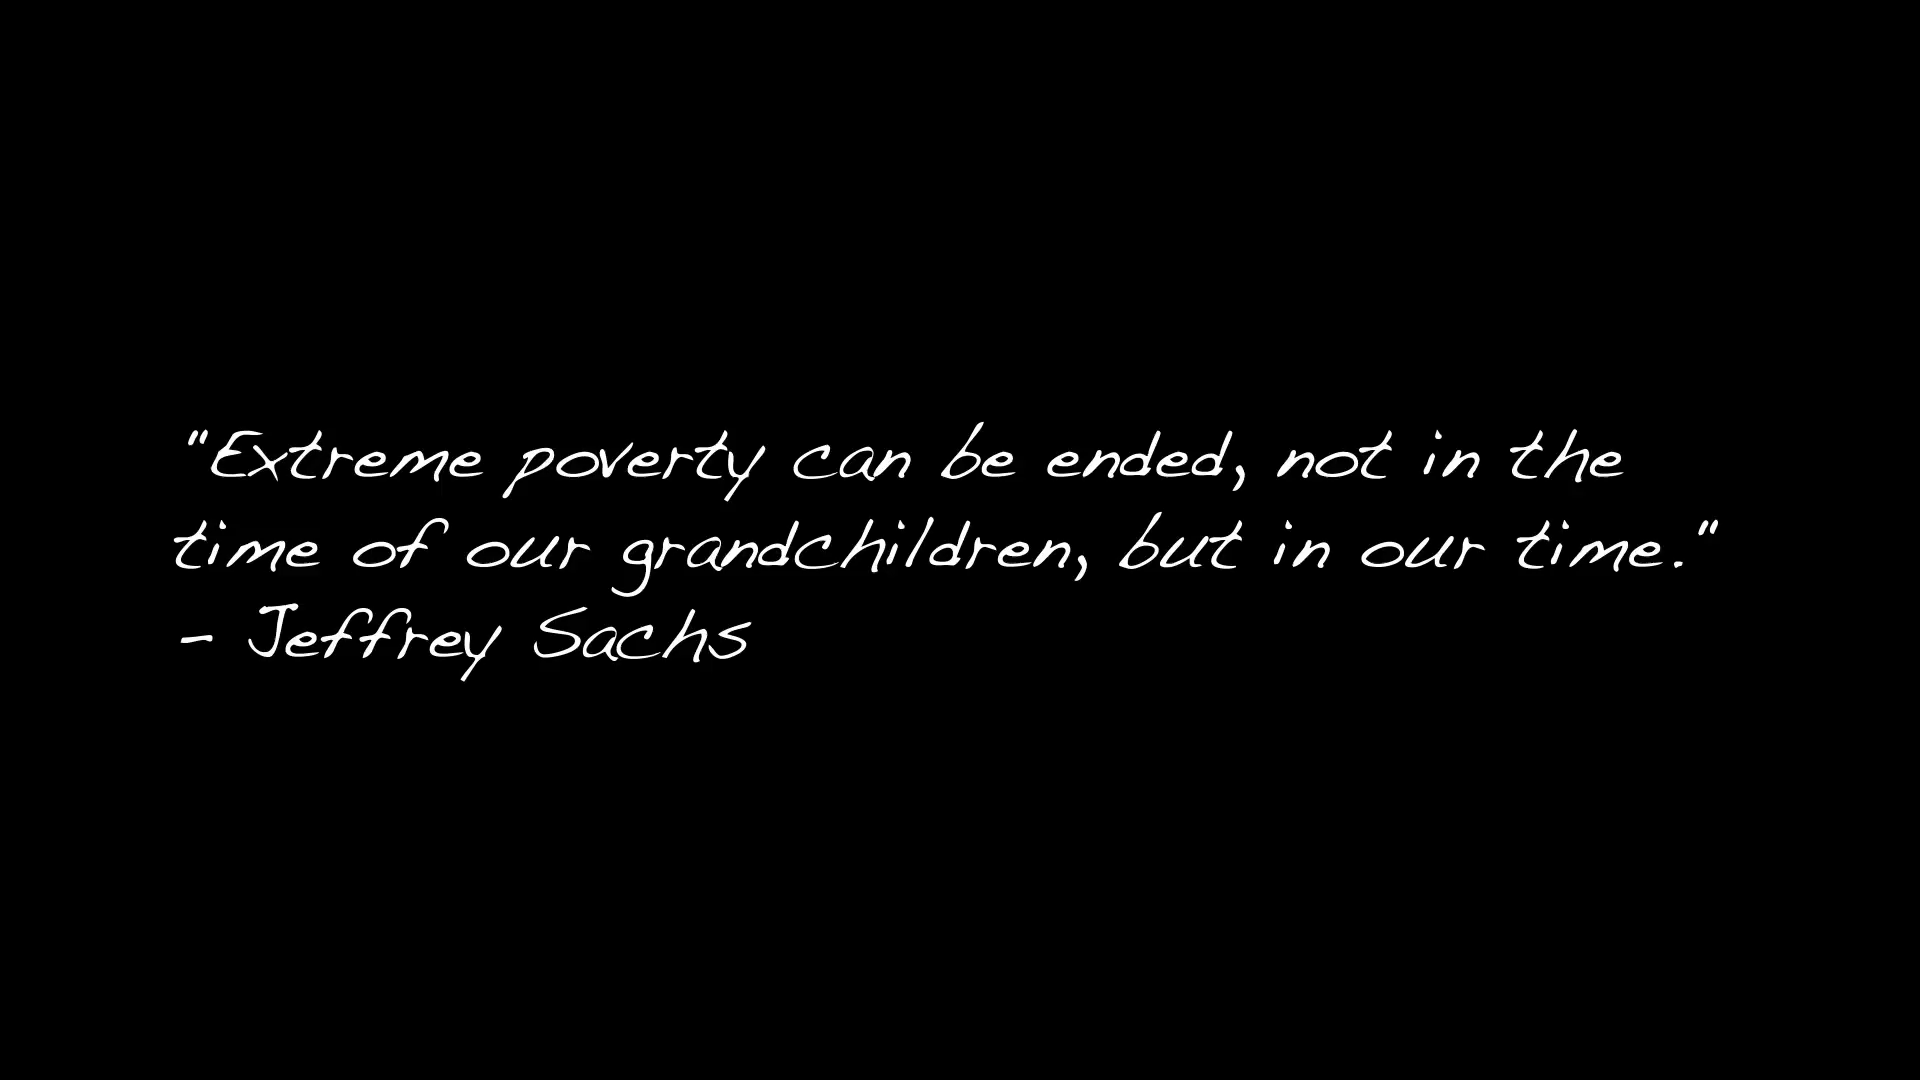 "Extreme poverty can be ended, not in the
time of our grandchildren, but in our time."
- Jeffrey Sachs